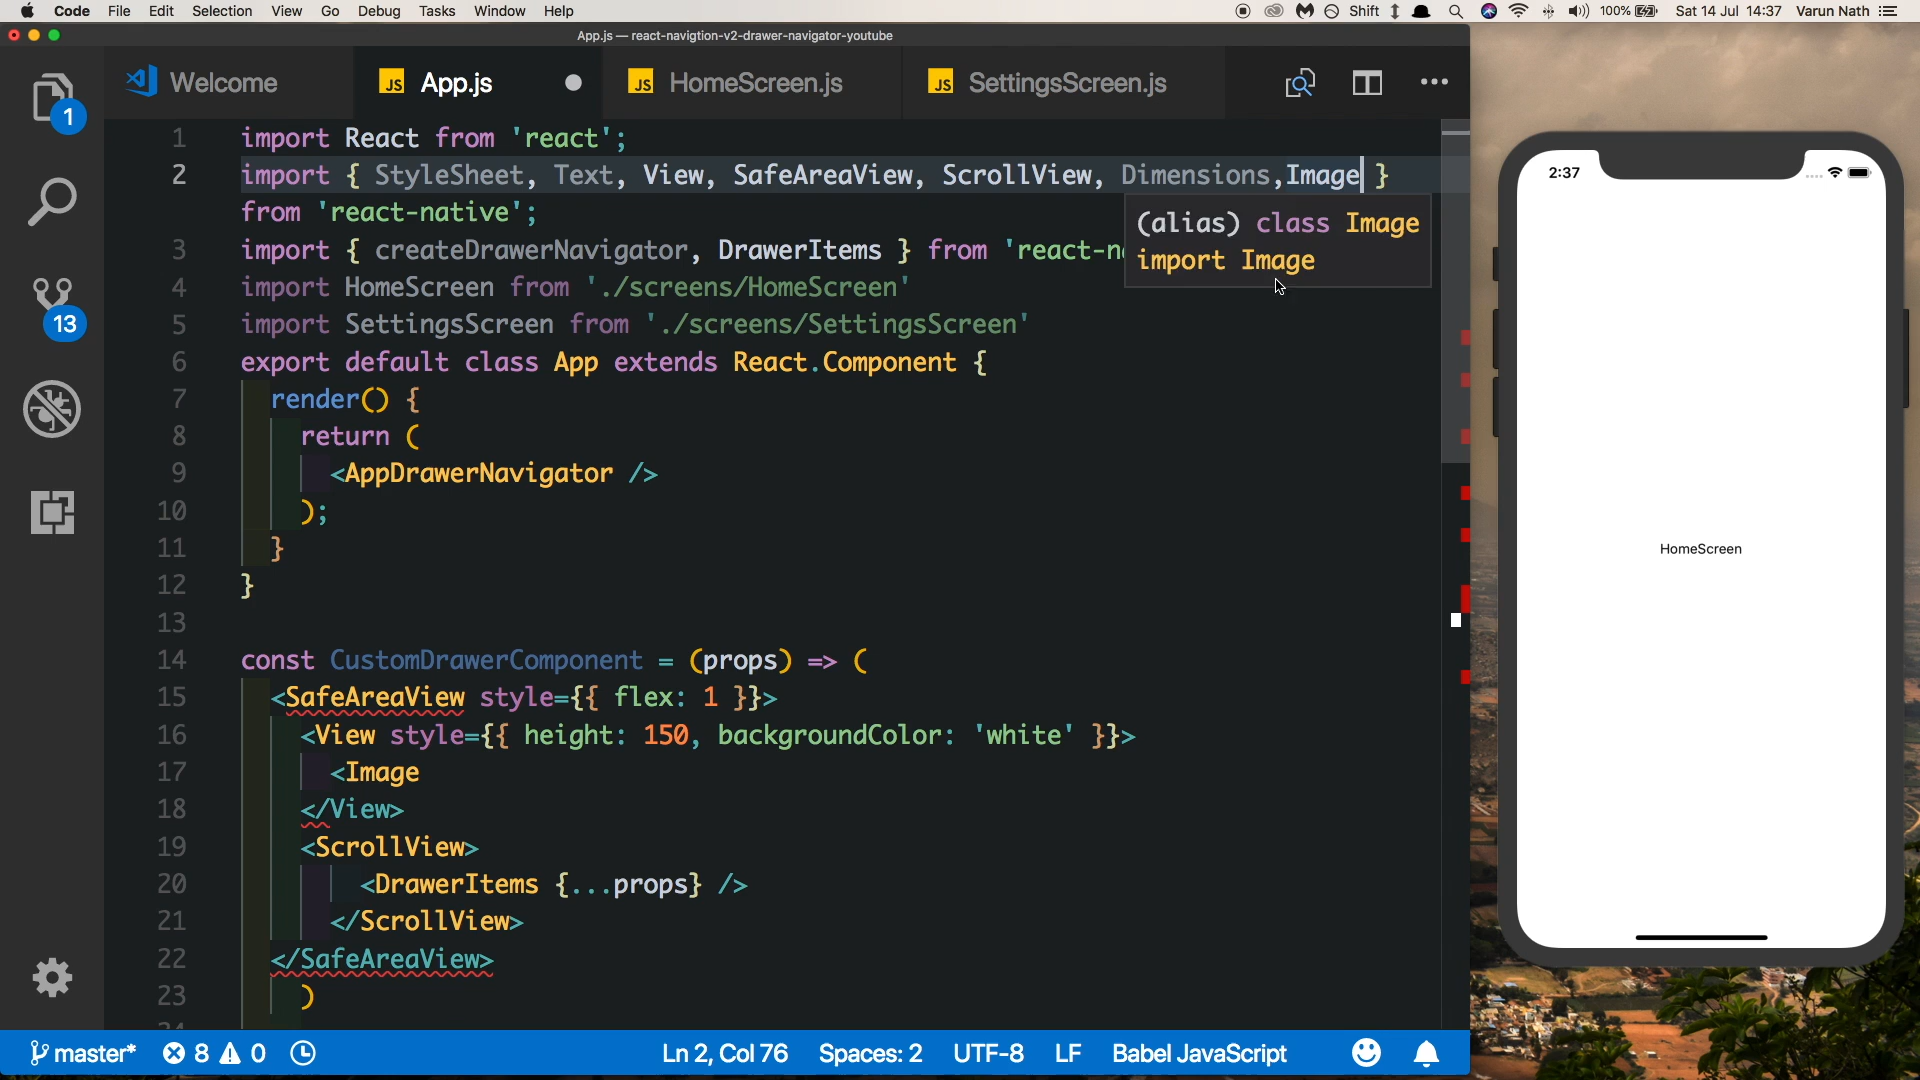 Code File Edit Selection View Go Debug Tasks Window Help Shift 100% Sat 14 Jul 14:37 Varun Nath
App.js — react-navigtion-v2-drawer-navigator-youtube
Welcome
JS App.js
JS HomeScreen.js
JS SettingsScreen.js
1
13
1 import React from 'react';
2 import { StyleSheet, Text, View, SafeAreaView, ScrollView, Dimensions,Image }
from 'react-native';
3 import { createDrawerNavigator, DrawerItems } from 'react-n
(alias) class Image
import Image
4 import HomeScreen from './screens/HomeScreen'
5 import SettingsScreen from './screens/SettingsScreen'
6 export default class App extends React.Component {
7 render() {
8 return (
9 <AppDrawerNavigator />
10 );
11 }
12 }
13
14 const CustomDrawerComponent = (props) => (
15 <SafeAreaView style={{ flex: 1 }}>
16 <View style={{ height: 150, backgroundColor: 'white' }}>
17 <Image
18 </View>
19 <ScrollView>
20 <DrawerItems {...props} />
21 </ScrollView>
22 </SafeAreaView>
23 )
master* 8 0 Ln 2, Col 76 Spaces: 2 UTF-8 LF Babel JavaScript
2:37
HomeScreen